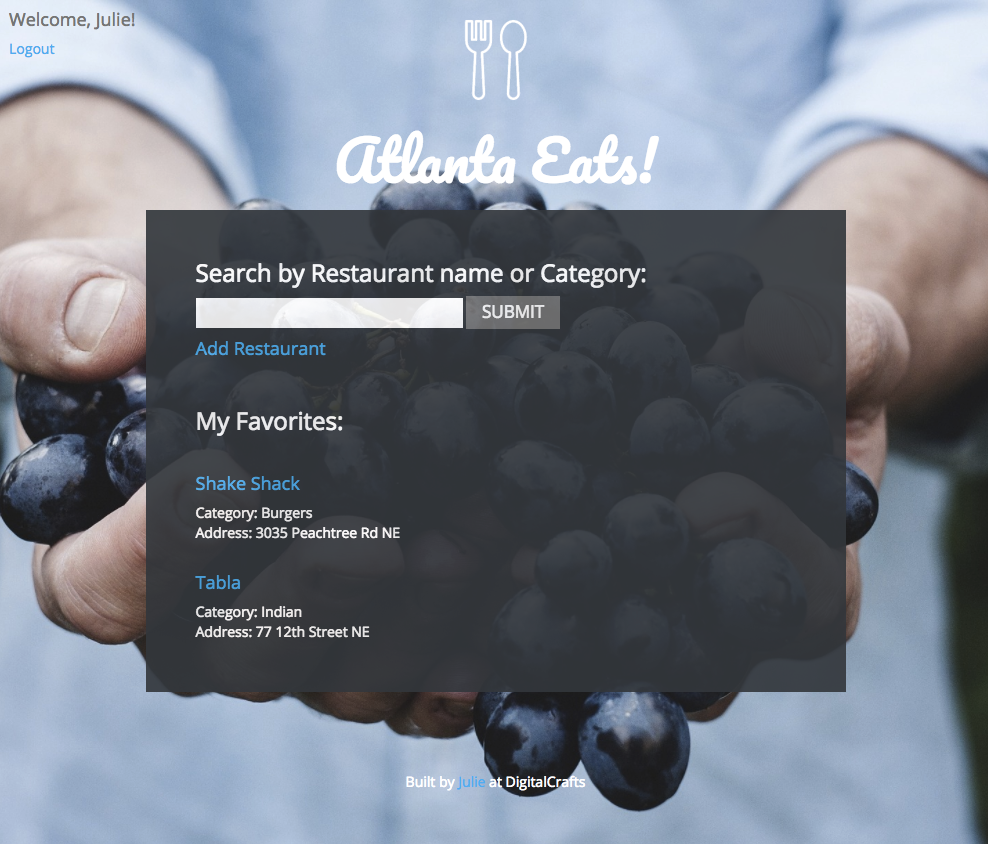 Welcome, Julie!
Logout
Atlanta Eats!
Search by Restaurant name or Category:
SUBMIT
Add Restaurant
My Favorites:
Shake Shack
Category: Burgers
Address: 3035 Peachtree Rd NE
Tabla
Category: Indian
Address: 77 12th Street NE
Built by Julie at DigitalCrafts